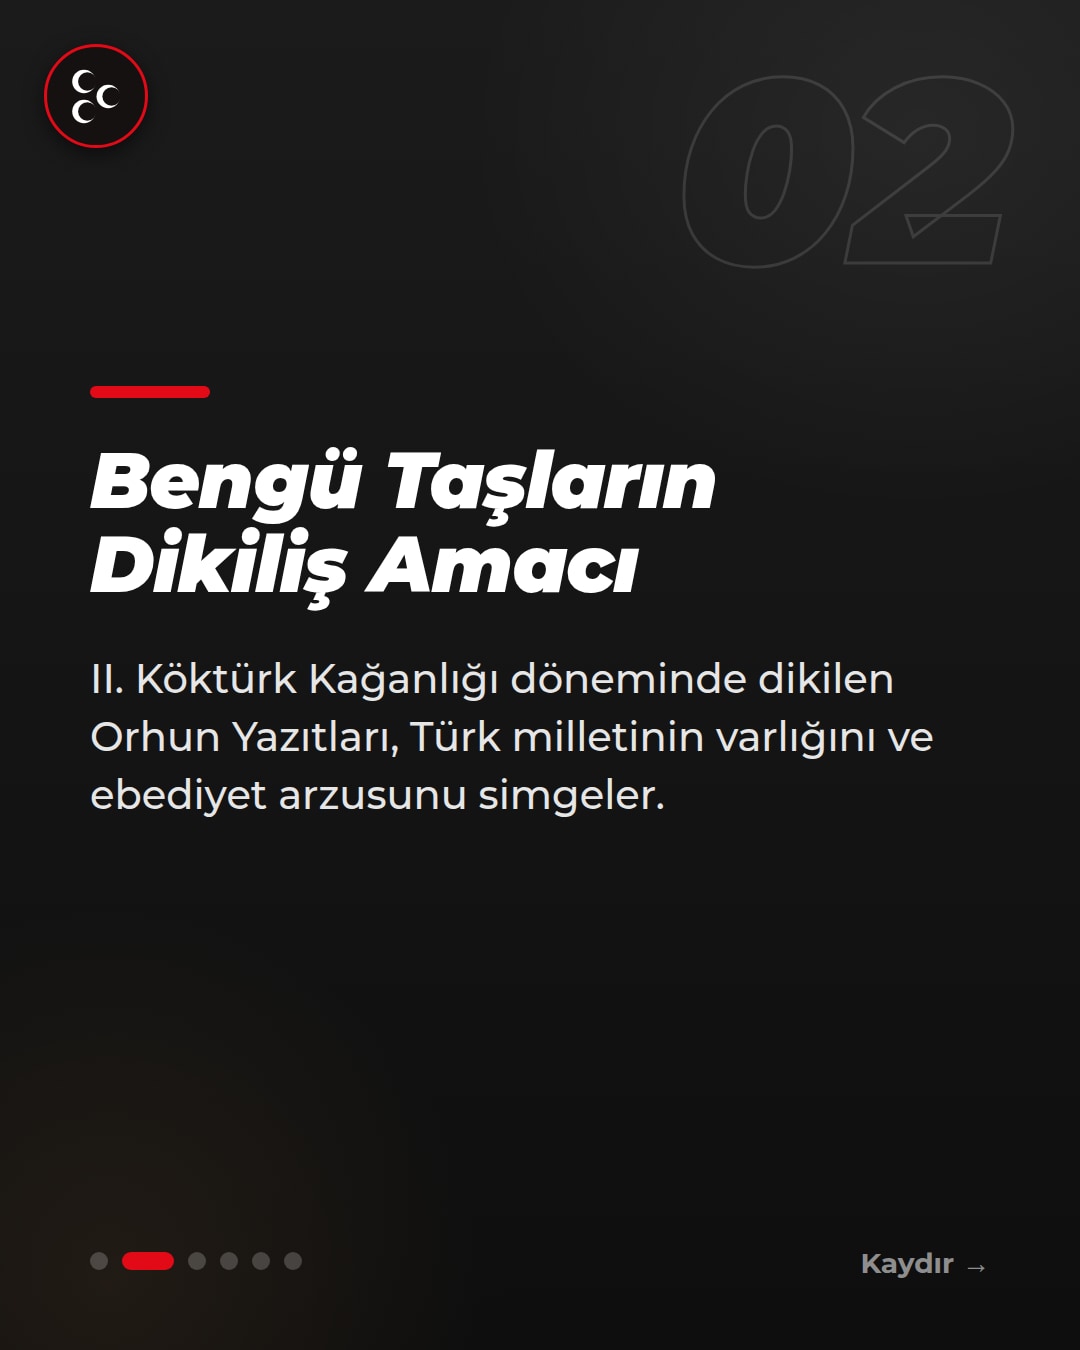 02
Bengü Taşların
Dikiliş Amacı
II. Köktürk Kağanlığı döneminde dikilen
Orhun Yazıtları, Türk milletinin varlığını ve
ebediyet arzusunu simgeler.
Kaydır →